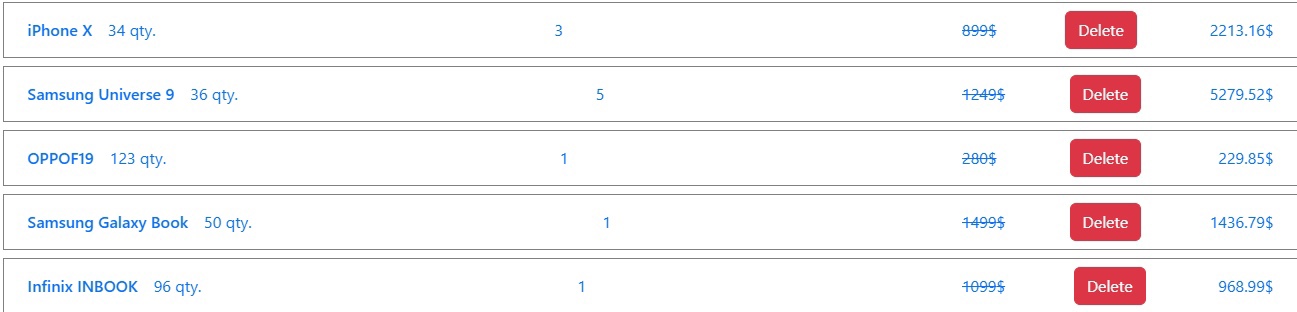 iPhone X 34 qty. 3 899$ Delete 2213.16$
Samsung Universe 9 36 qty. 5 1249$ Delete 5279.52$
OPPOF19 123 qty. 1 280$ Delete 229.85$
Samsung Galaxy Book 50 qty. 1 1499$ Delete 1436.79$
Infinix INBOOK 96 qty. 1 1099$ Delete 968.99$